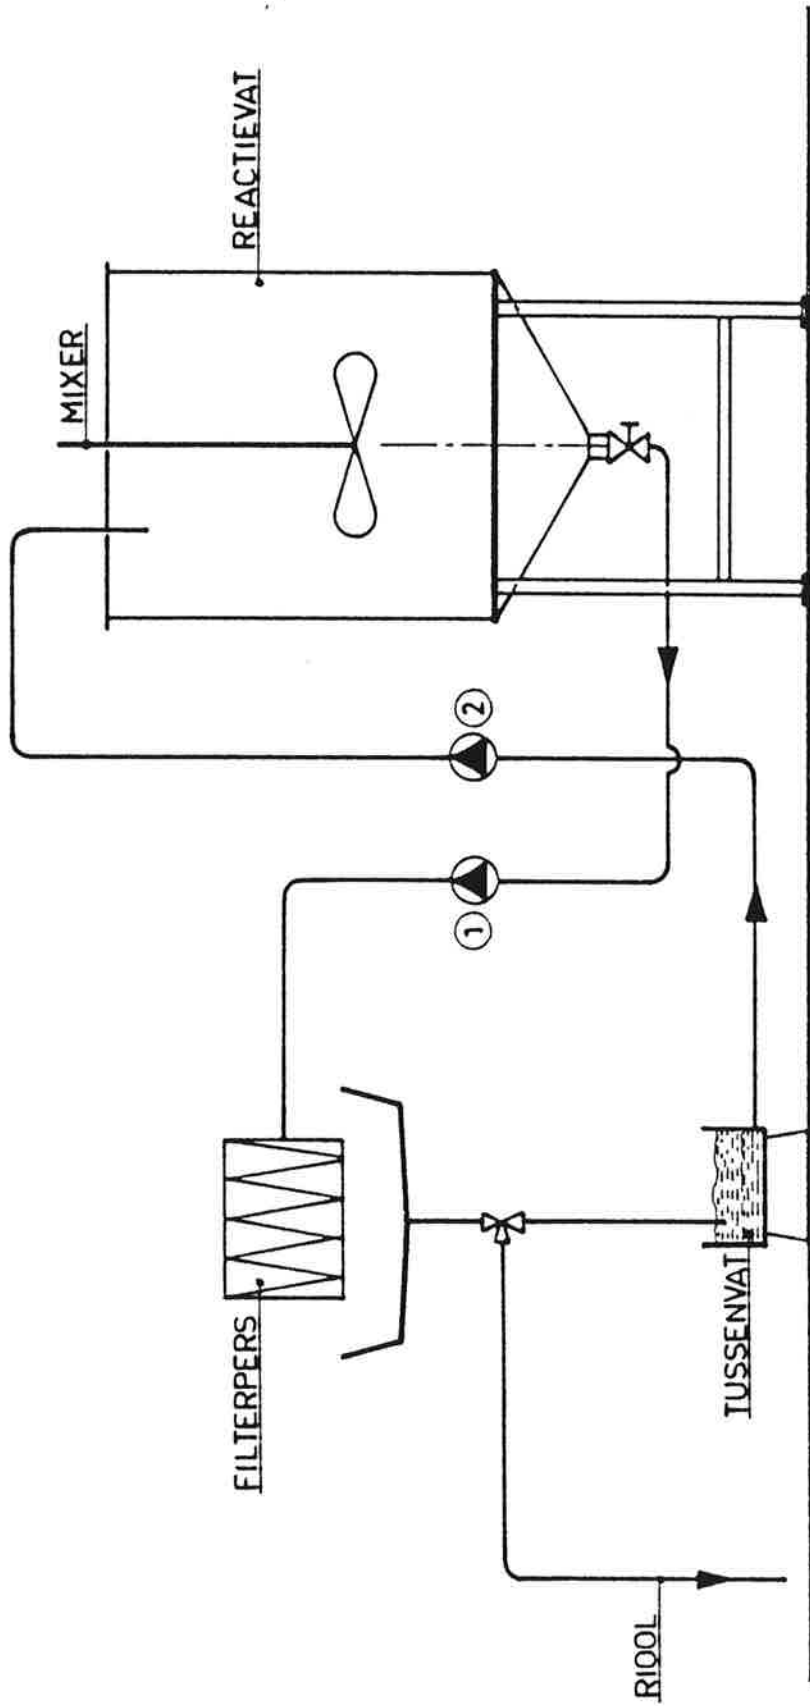 REACTIEVAT
MIXER
2
1
FILTERPERS
TUSSENVAT
RIOOL